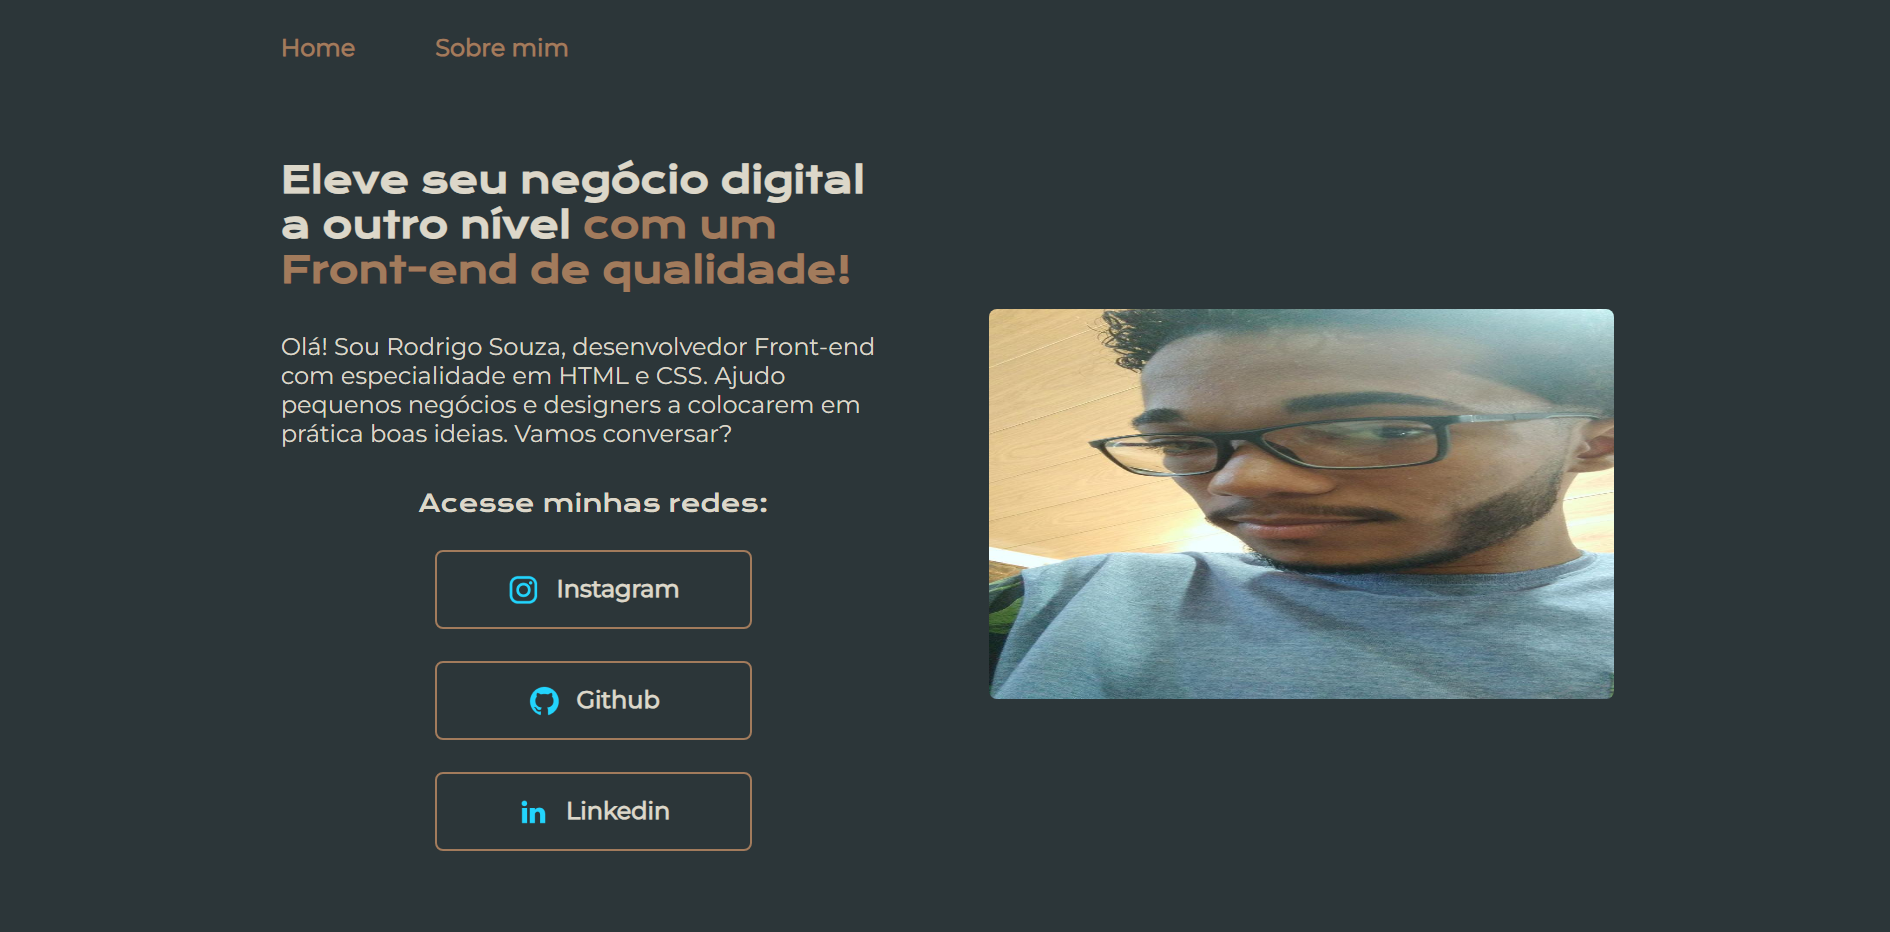 Home
Sobre mim
Eleve seu negócio digital
a outro nível com um
Front-end de qualidade!
Olá! Sou Rodrigo Souza, desenvolvedor Front-end
com especialidade em HTML e CSS. Ajudo
pequenos negócios e designers a colocarem em
prática boas ideias. Vamos conversar?
Acesse minhas redes:
Instagram
Github
Linkedin